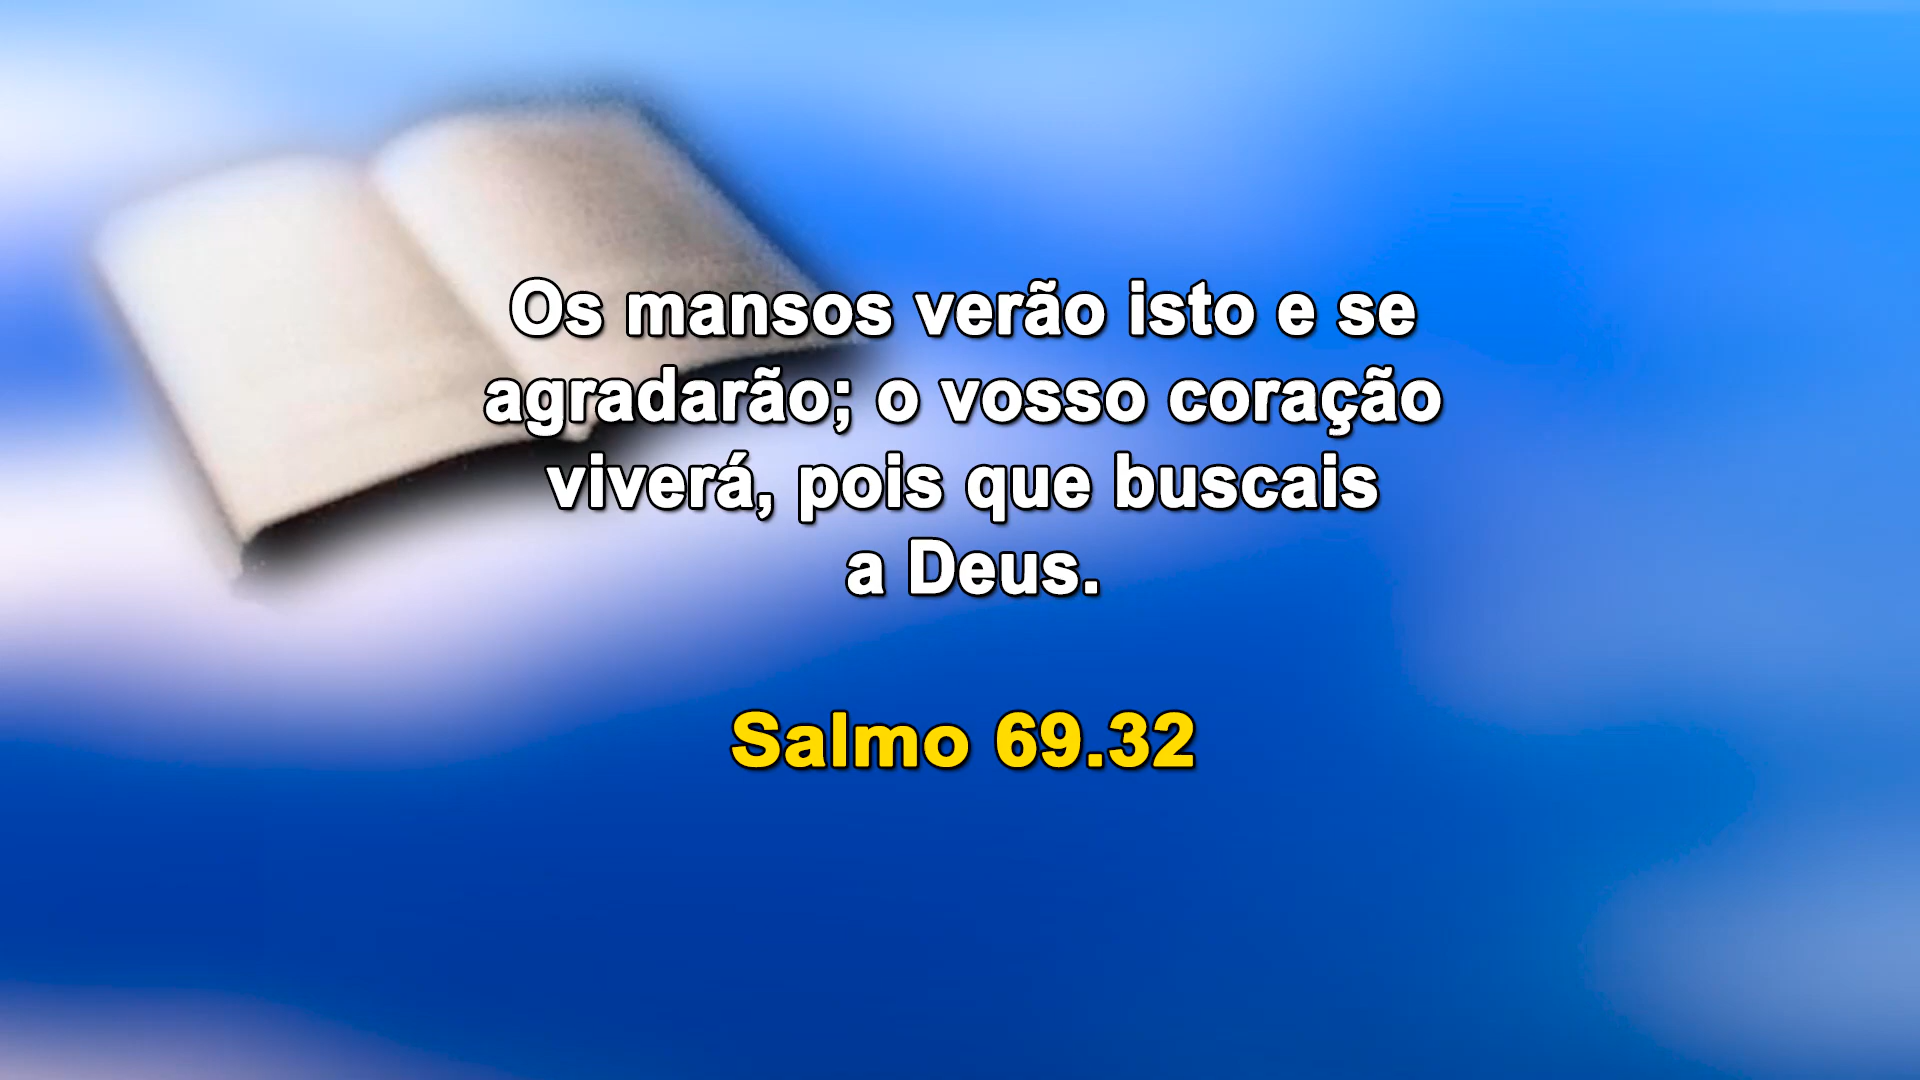 Os mansos verão isto e se
agradarão; o vosso coração
viverá, pois que buscais
a Deus.
Salmo 69.32